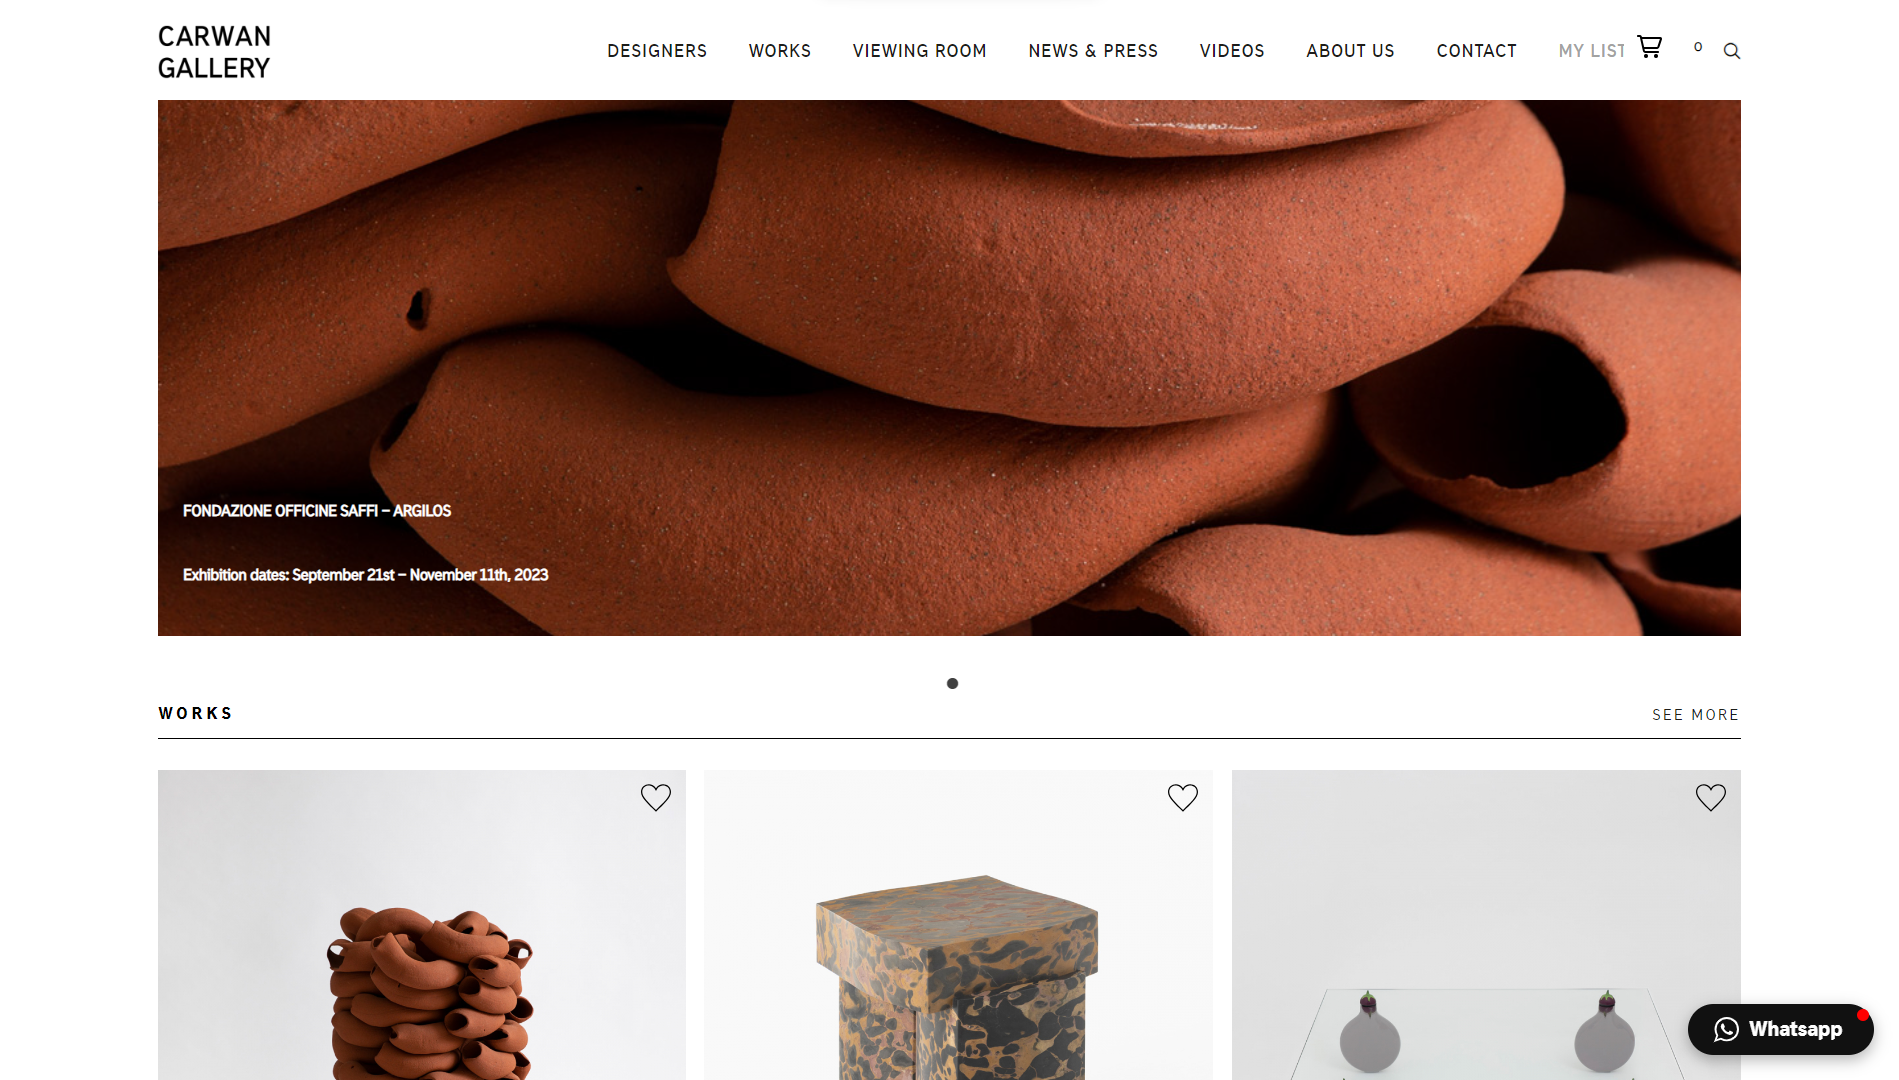 CARWAN
GALLERY
DESIGNERS
WORKS
VIEWING ROOM
NEWS & PRESS
VIDEOS
ABOUT US
CONTACT
MY LIST
0
FONDAZIONE OFFICINE SAFFI – ARGILOS
Exhibition dates: September 21st – November 11th, 2023
WORKS
SEE MORE
Whatsapp